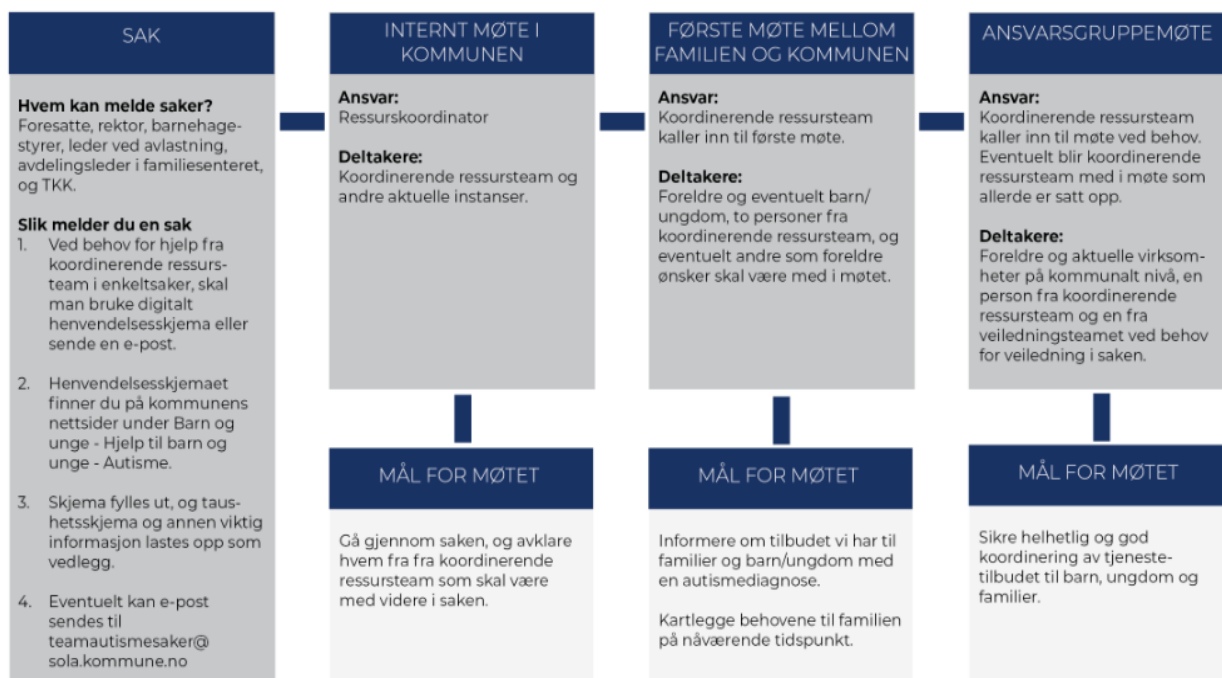 SAK
Hvem kan melde saker?
Foresatte, rektor, barnehage-
styrer, leder ved avlastning,
avdelingsleder i familiesenteret,
og TKK.
Slik melder du en sak
1. Ved behov for hjelp fra
koordinerende ressurs-
team i enkeltsaker, skal
man bruke digitalt
henvendelsesskjema eller
sende en e-post.
2. Henvendelsesskjemaet
finner du på kommunens
nettsider under Barn og
unge - Hjelp til barn og
unge - Autisme.
3. Skjema fylles ut, og taus-
hetsskjema og annen viktig
informasjon lastes opp som
vedlegg.
4. Eventuelt kan e-post
sendes til
teamautismesaker@
sola.kommune.no
INTERNT MØTE I
KOMMUNEN
Ansvar:
Ressurskoordinator
Deltakere:
Koordinerende ressursteam og
andre aktuelle instanser.
MÅL FOR MØTET
Gå gjennom saken, og avklare
hvem fra fra koordinerende
ressursteam som skal være
med videre i saken.
FØRSTE MØTE MELLOM
FAMILIEN OG KOMMUNEN
Ansvar:
Koordinerende ressursteam
kaller inn til første møte.
Deltakere:
Foreldre og eventuelt barn/
ungdom, to personer fra
koordinerende ressursteam, og
eventuelt andre som foreldre
ønsker skal være med i møtet.
MÅL FOR MØTET
Informere om tilbudet vi har til
familier og barn/ungdom med
en autismediagnose.
Kartlegge behovene til familien
på nåværende tidspunkt.
ANSVARSGRUPPEMØTE
Ansvar:
Koordinerende ressursteam
kaller inn til møte ved behov.
Eventuelt blir koordinerende
ressursteam med i møte som
allerde er satt opp.
Deltakere:
Foreldre og aktuelle virksom-
heter på kommunalt nivå, en
person fra koordinerende
ressursteam og en fra
veiledningsteamet ved behov
for veiledning i saken.
MÅL FOR MØTET
Sikre helhetlig og god
koordinering av tjeneste-
tilbudet til barn, ungdom og
familier.